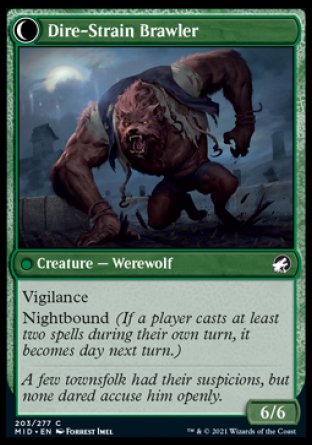 Dire-Strain Brawler
Creature — Werewolf
Vigilance
Nightbound (If a player casts at least
two spells during their own turn, it
becomes day next turn.)
A few townsfolk had their suspicions, but
none dared accuse him openly.
6/6
203/277 C
MID • EN Forrest Imel
™ & © 2021 Wizards of the Coast